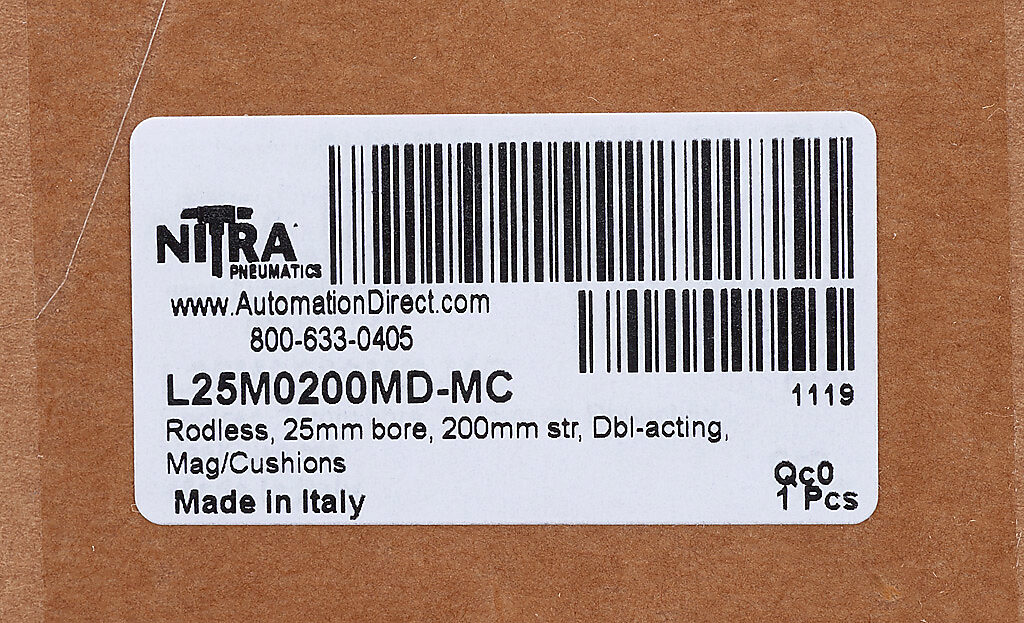 NITRA
PNEUMATICS
www.AutomationDirect.com
800-633-0405
L25M0200MD-MC
1119
Rodless, 25mm bore, 200mm str, Dbl-acting,
Mag/Cushions
Qc0
Made in Italy
1 Pcs